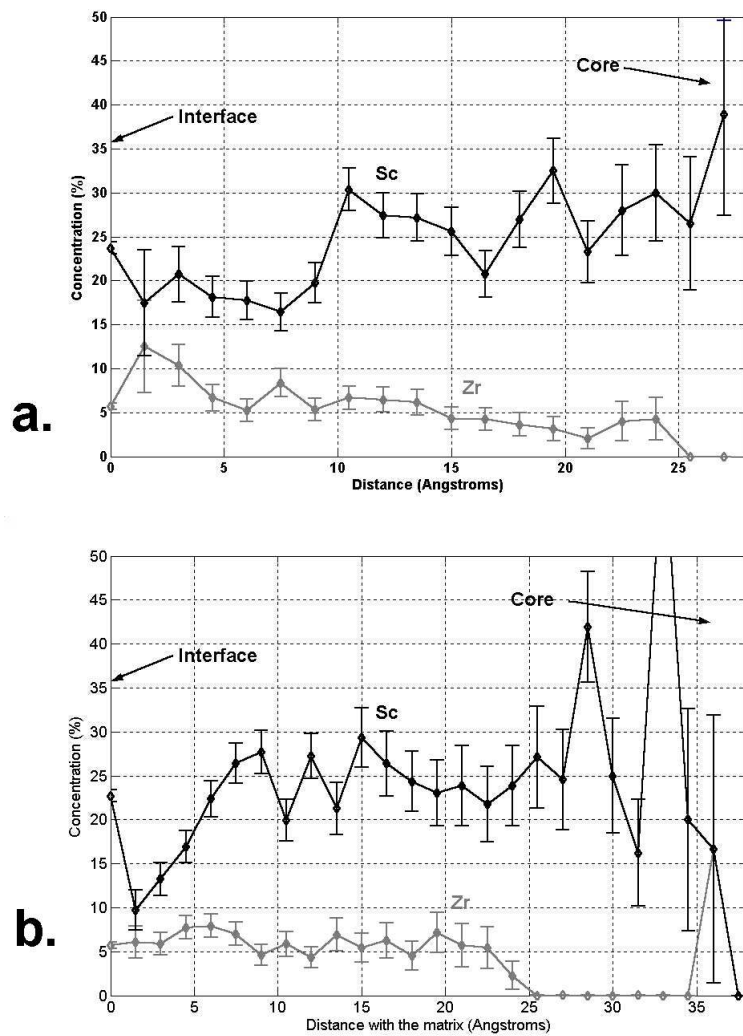 50
45
40
35
30
25
20
15
10
5
0
Concentration (%)
Core
Interface
Sc
Zr
a.
0 5 10 15 20 25
Distance (Angstroms)
50
45
40
35
30
25
20
15
10
5
0
Concentration (%)
Core
Interface
Sc
Zr
b.
0 5 10 15 20 25 30 35
Distance with the matrix (Angstroms)